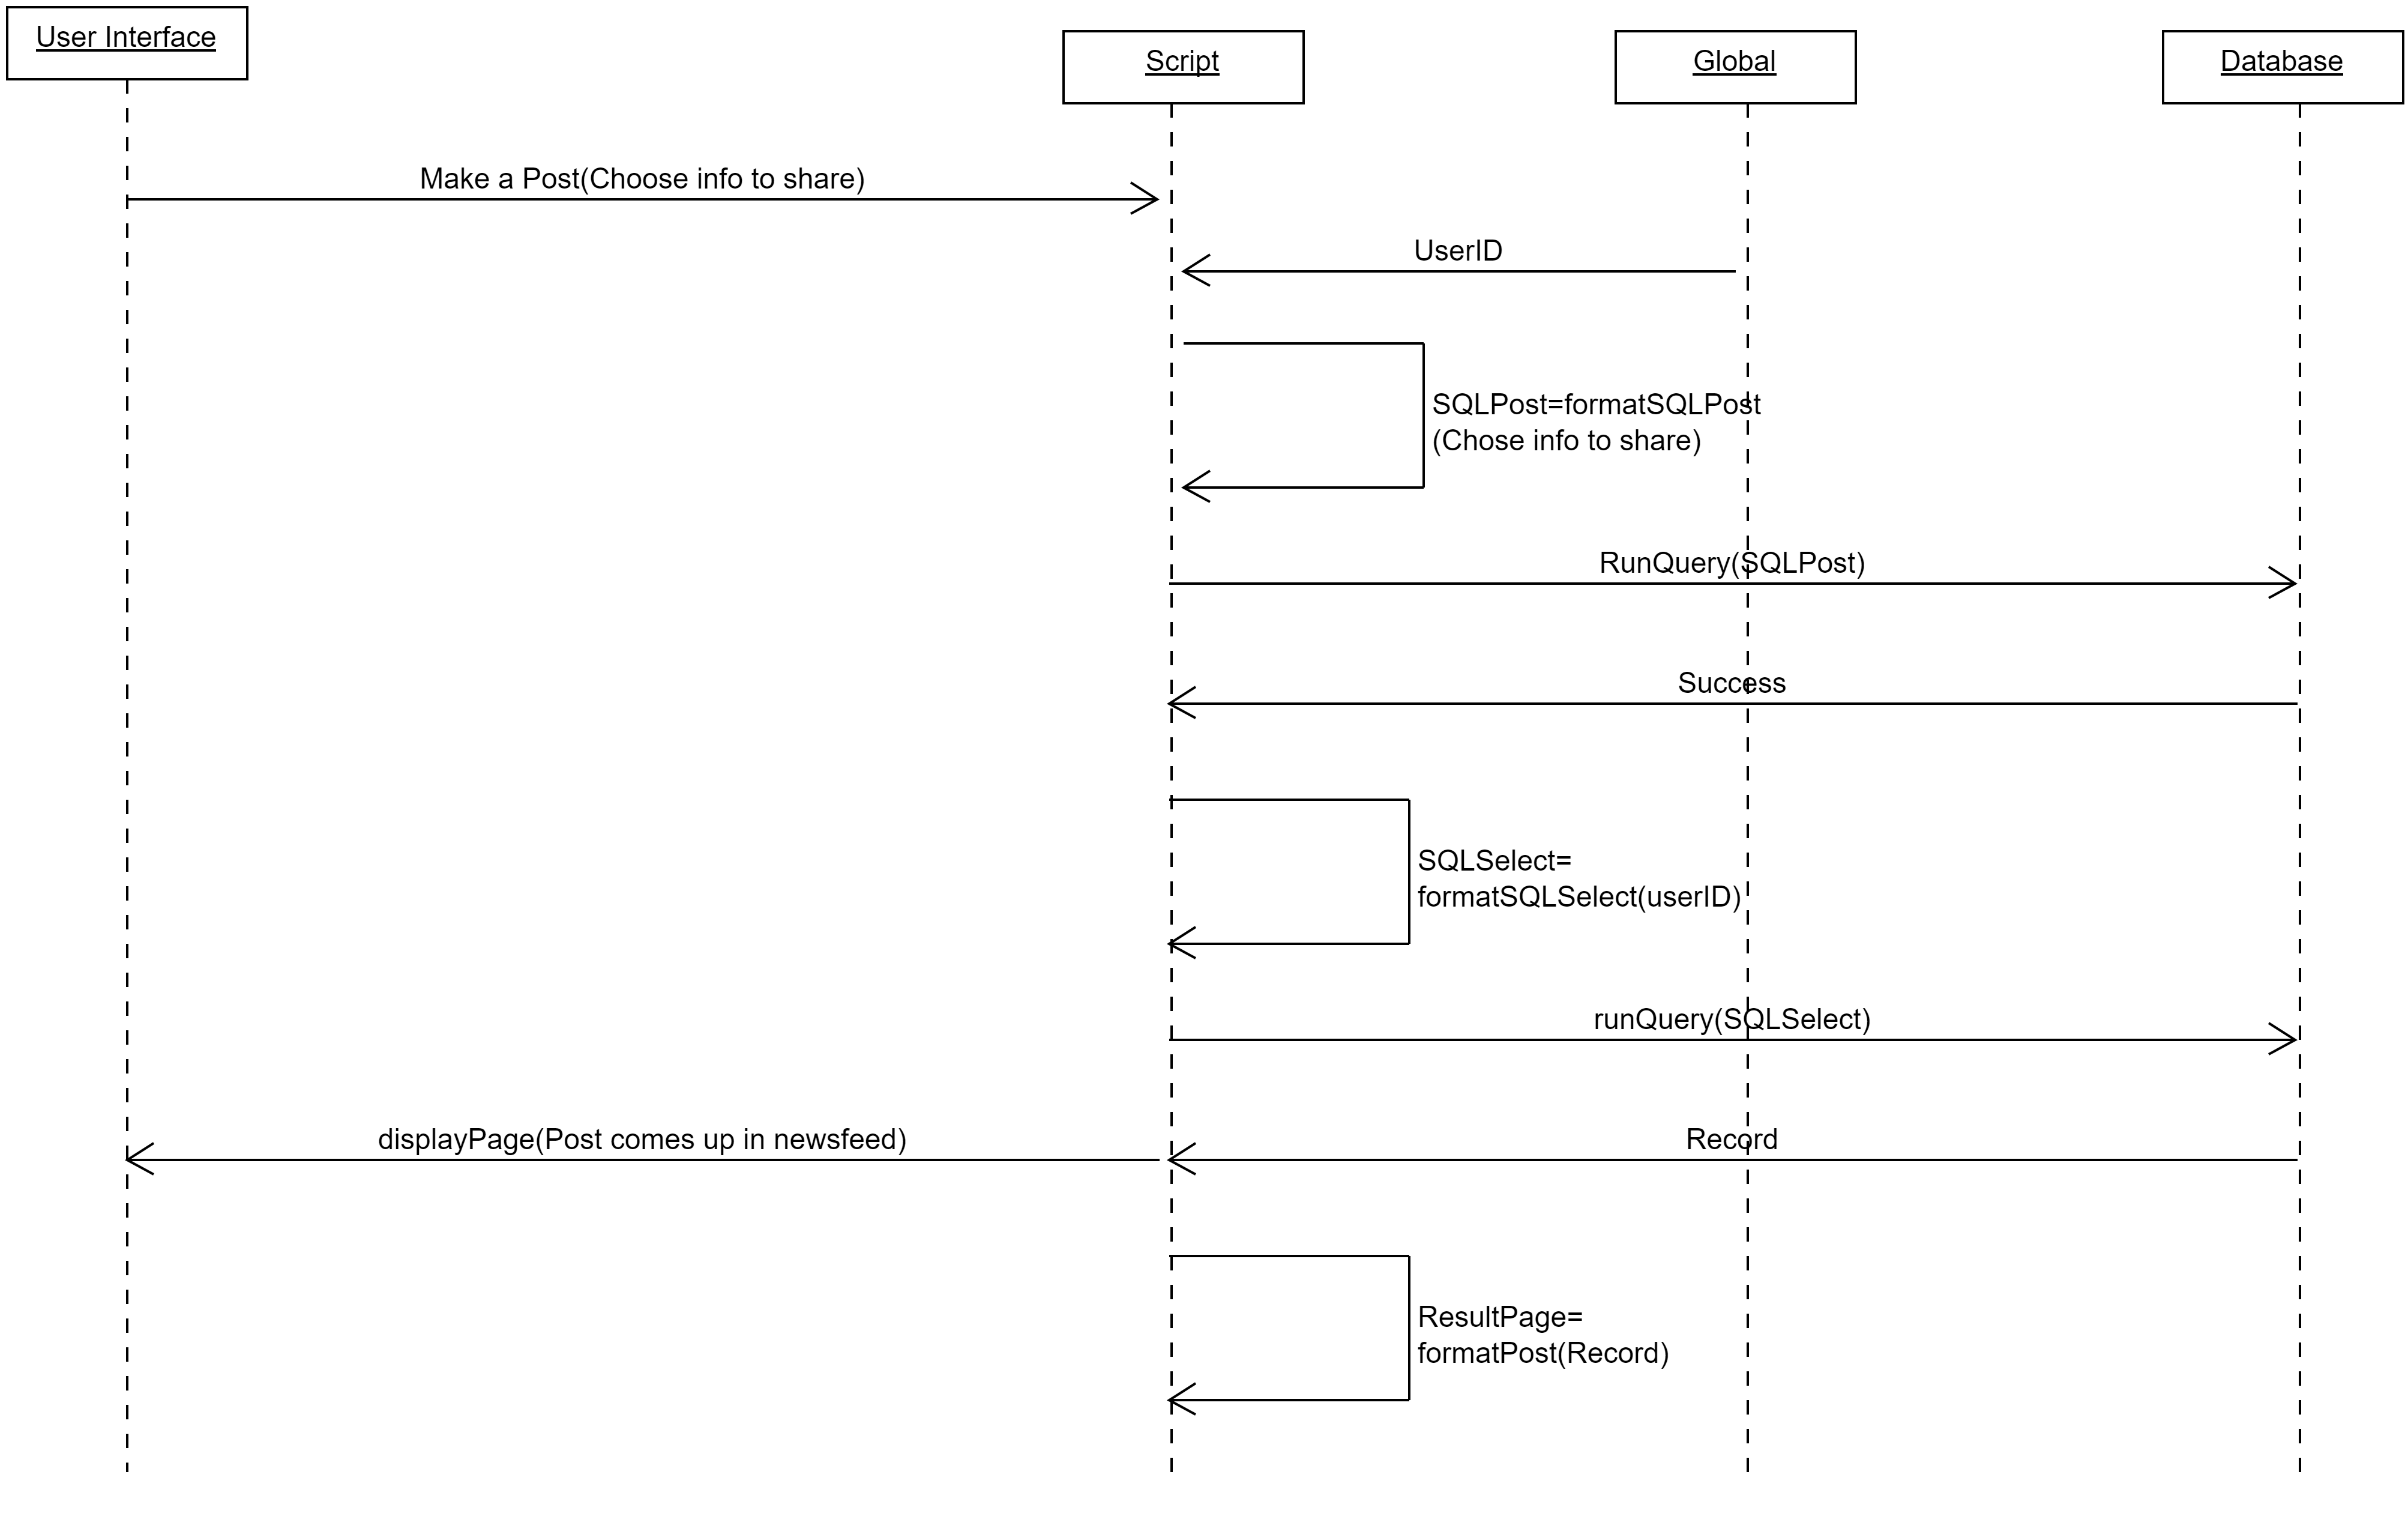 User Interface
Script
Global
Database
Make a Post(Choose info to share)
UserID
SQLPost=formatSQLPost
(Chose info to share)
RunQuery(SQLPost)
Success
SQLSelect=
formatSQLSelect(userID)
runQuery(SQLSelect)
displayPage(Post comes up in newsfeed)
Record
ResultPage=
formatPost(Record)